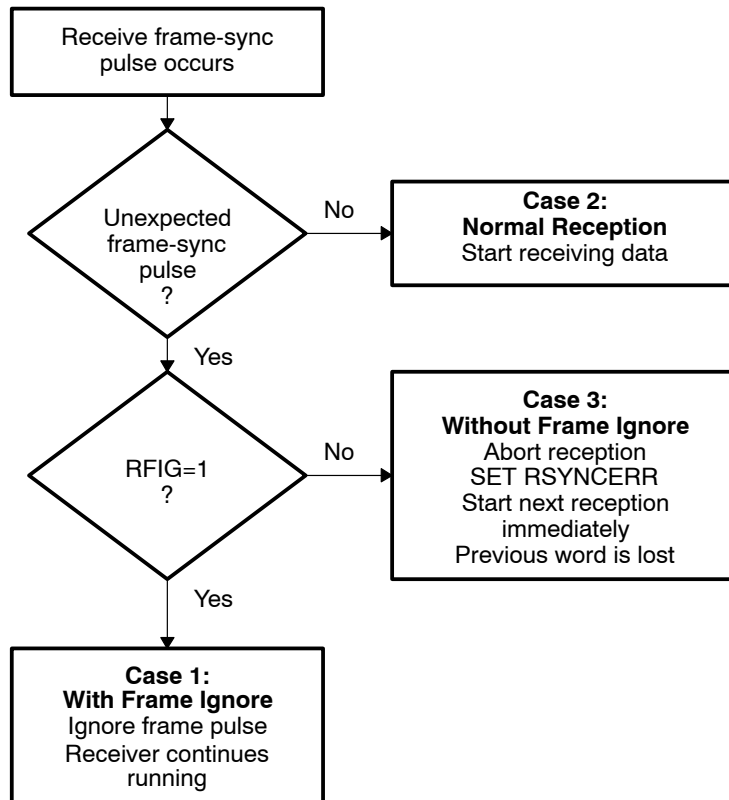 Receive frame-sync
pulse occurs
Unexpected
frame-sync
pulse
?
No
Case 2:
Normal Reception
Start receiving data
Yes
RFIG=1
?
No
Case 3:
Without Frame Ignore
Abort reception
SET RSYNCERR
Start next reception
immediately
Previous word is lost
Yes
Case 1:
With Frame Ignore
Ignore frame pulse
Receiver continues
running